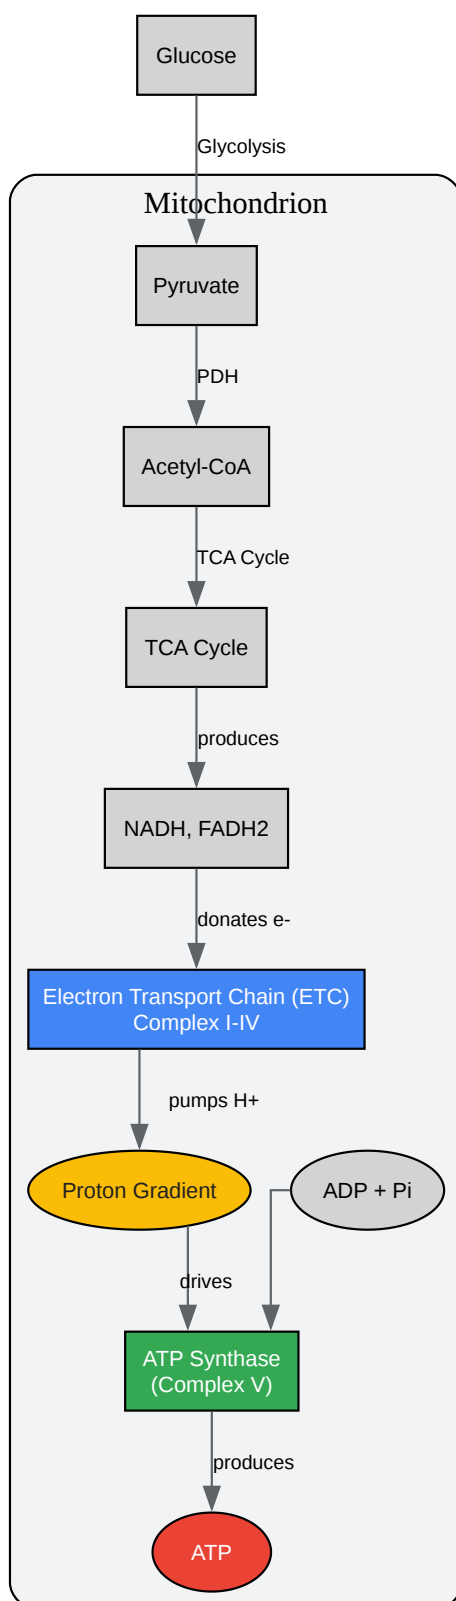 Glucose
Glycolysis
Mitochondrion
Pyruvate
PDH
Acetyl-CoA
TCA Cycle
TCA Cycle
produces
NADH, FADH2
donates e-
Electron Transport Chain (ETC)
Complex I-IV
pumps H+
Proton Gradient
ADP + Pi
drives
ATP Synthase
(Complex V)
produces
ATP